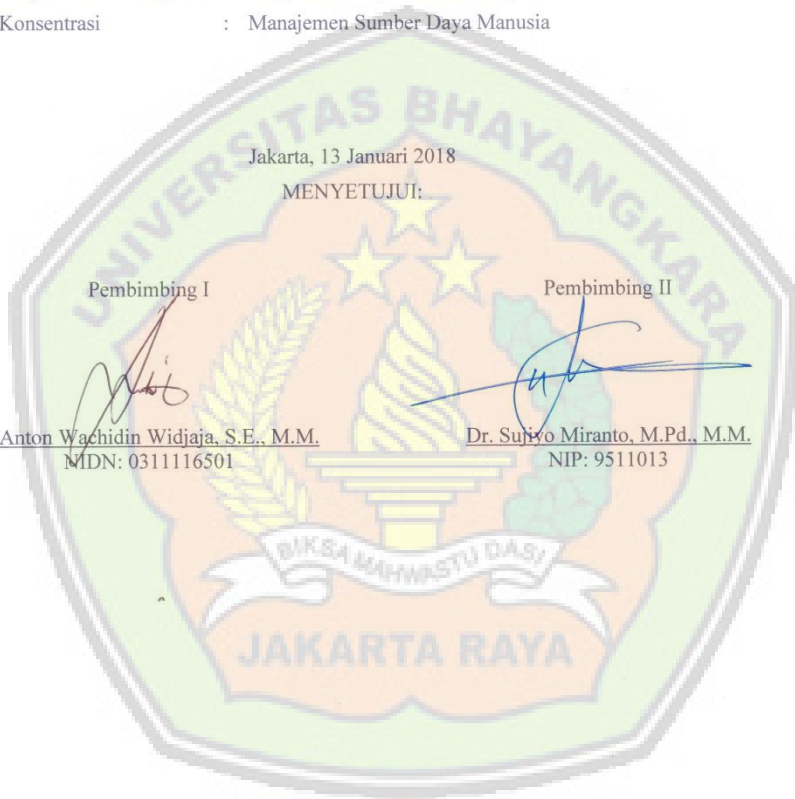 Konsentrasi : Manajemen Sumber Daya Manusia
UNIVERSITAS BHAYANGKARA
Jakarta, 13 Januari 2018
MENYETUJUI:
Pembimbing I Pembimbing II
Anton Wachidin Widjaja, S.E., M.M. Dr. Sujiyo Miranto, M.Pd., M.M.
NIDN: 0311116501 NIP: 9511013
BIKSA MAHWASTU DASI
JAKARTA RAYA